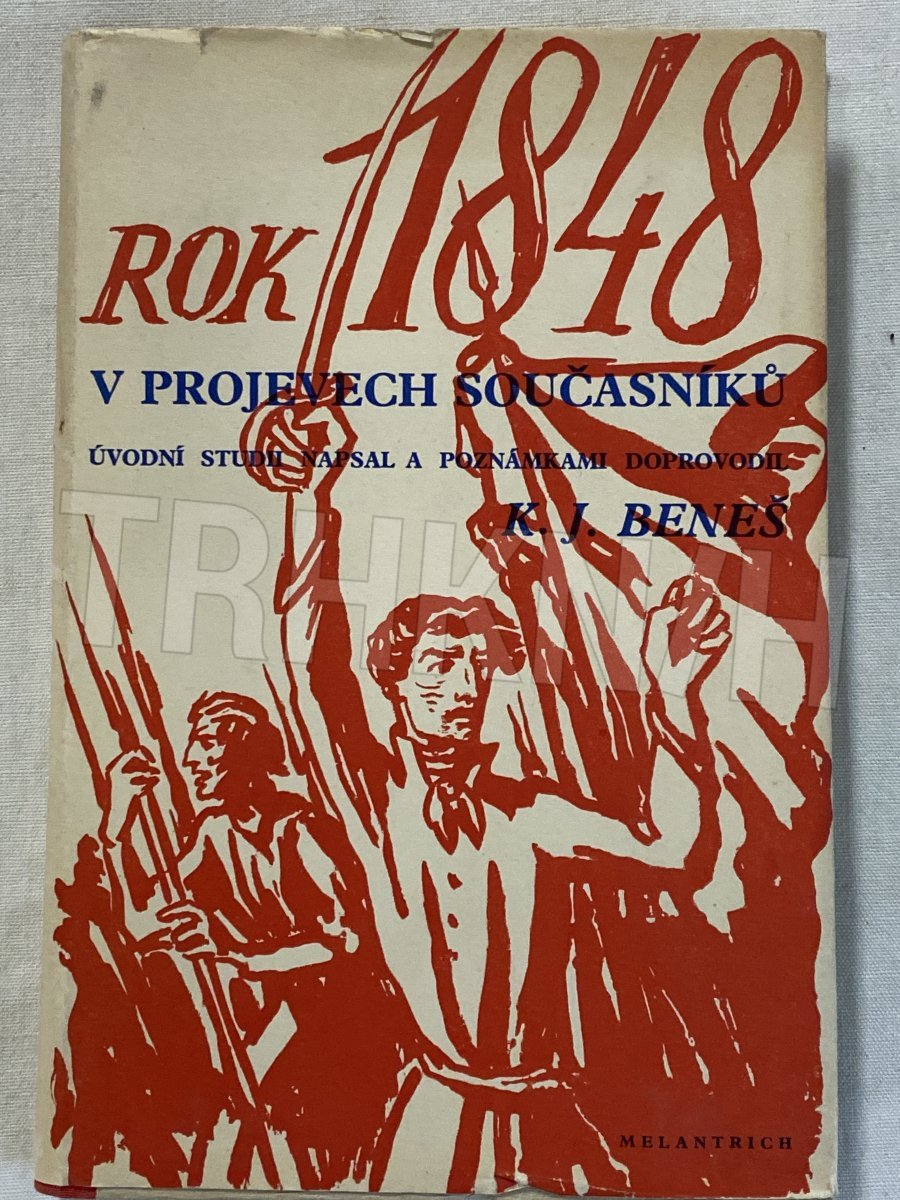 ROK 1848
V PROJEVECH SOUČASNÍKŮ
ÚVODNÍ STUDII NAPSAL A POZNÁMKAMI DOPROVODIL
K. J. BENEŠ
TRHKNIH
MELANTRICH